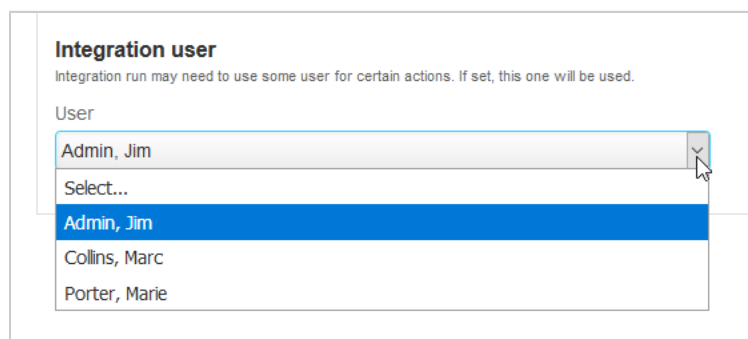 Integration user
Integration run may need to use some user for certain actions. If set, this one will be used.
User
Admin, Jim
Select...
Admin, Jim
Collins, Marc
Porter, Marie